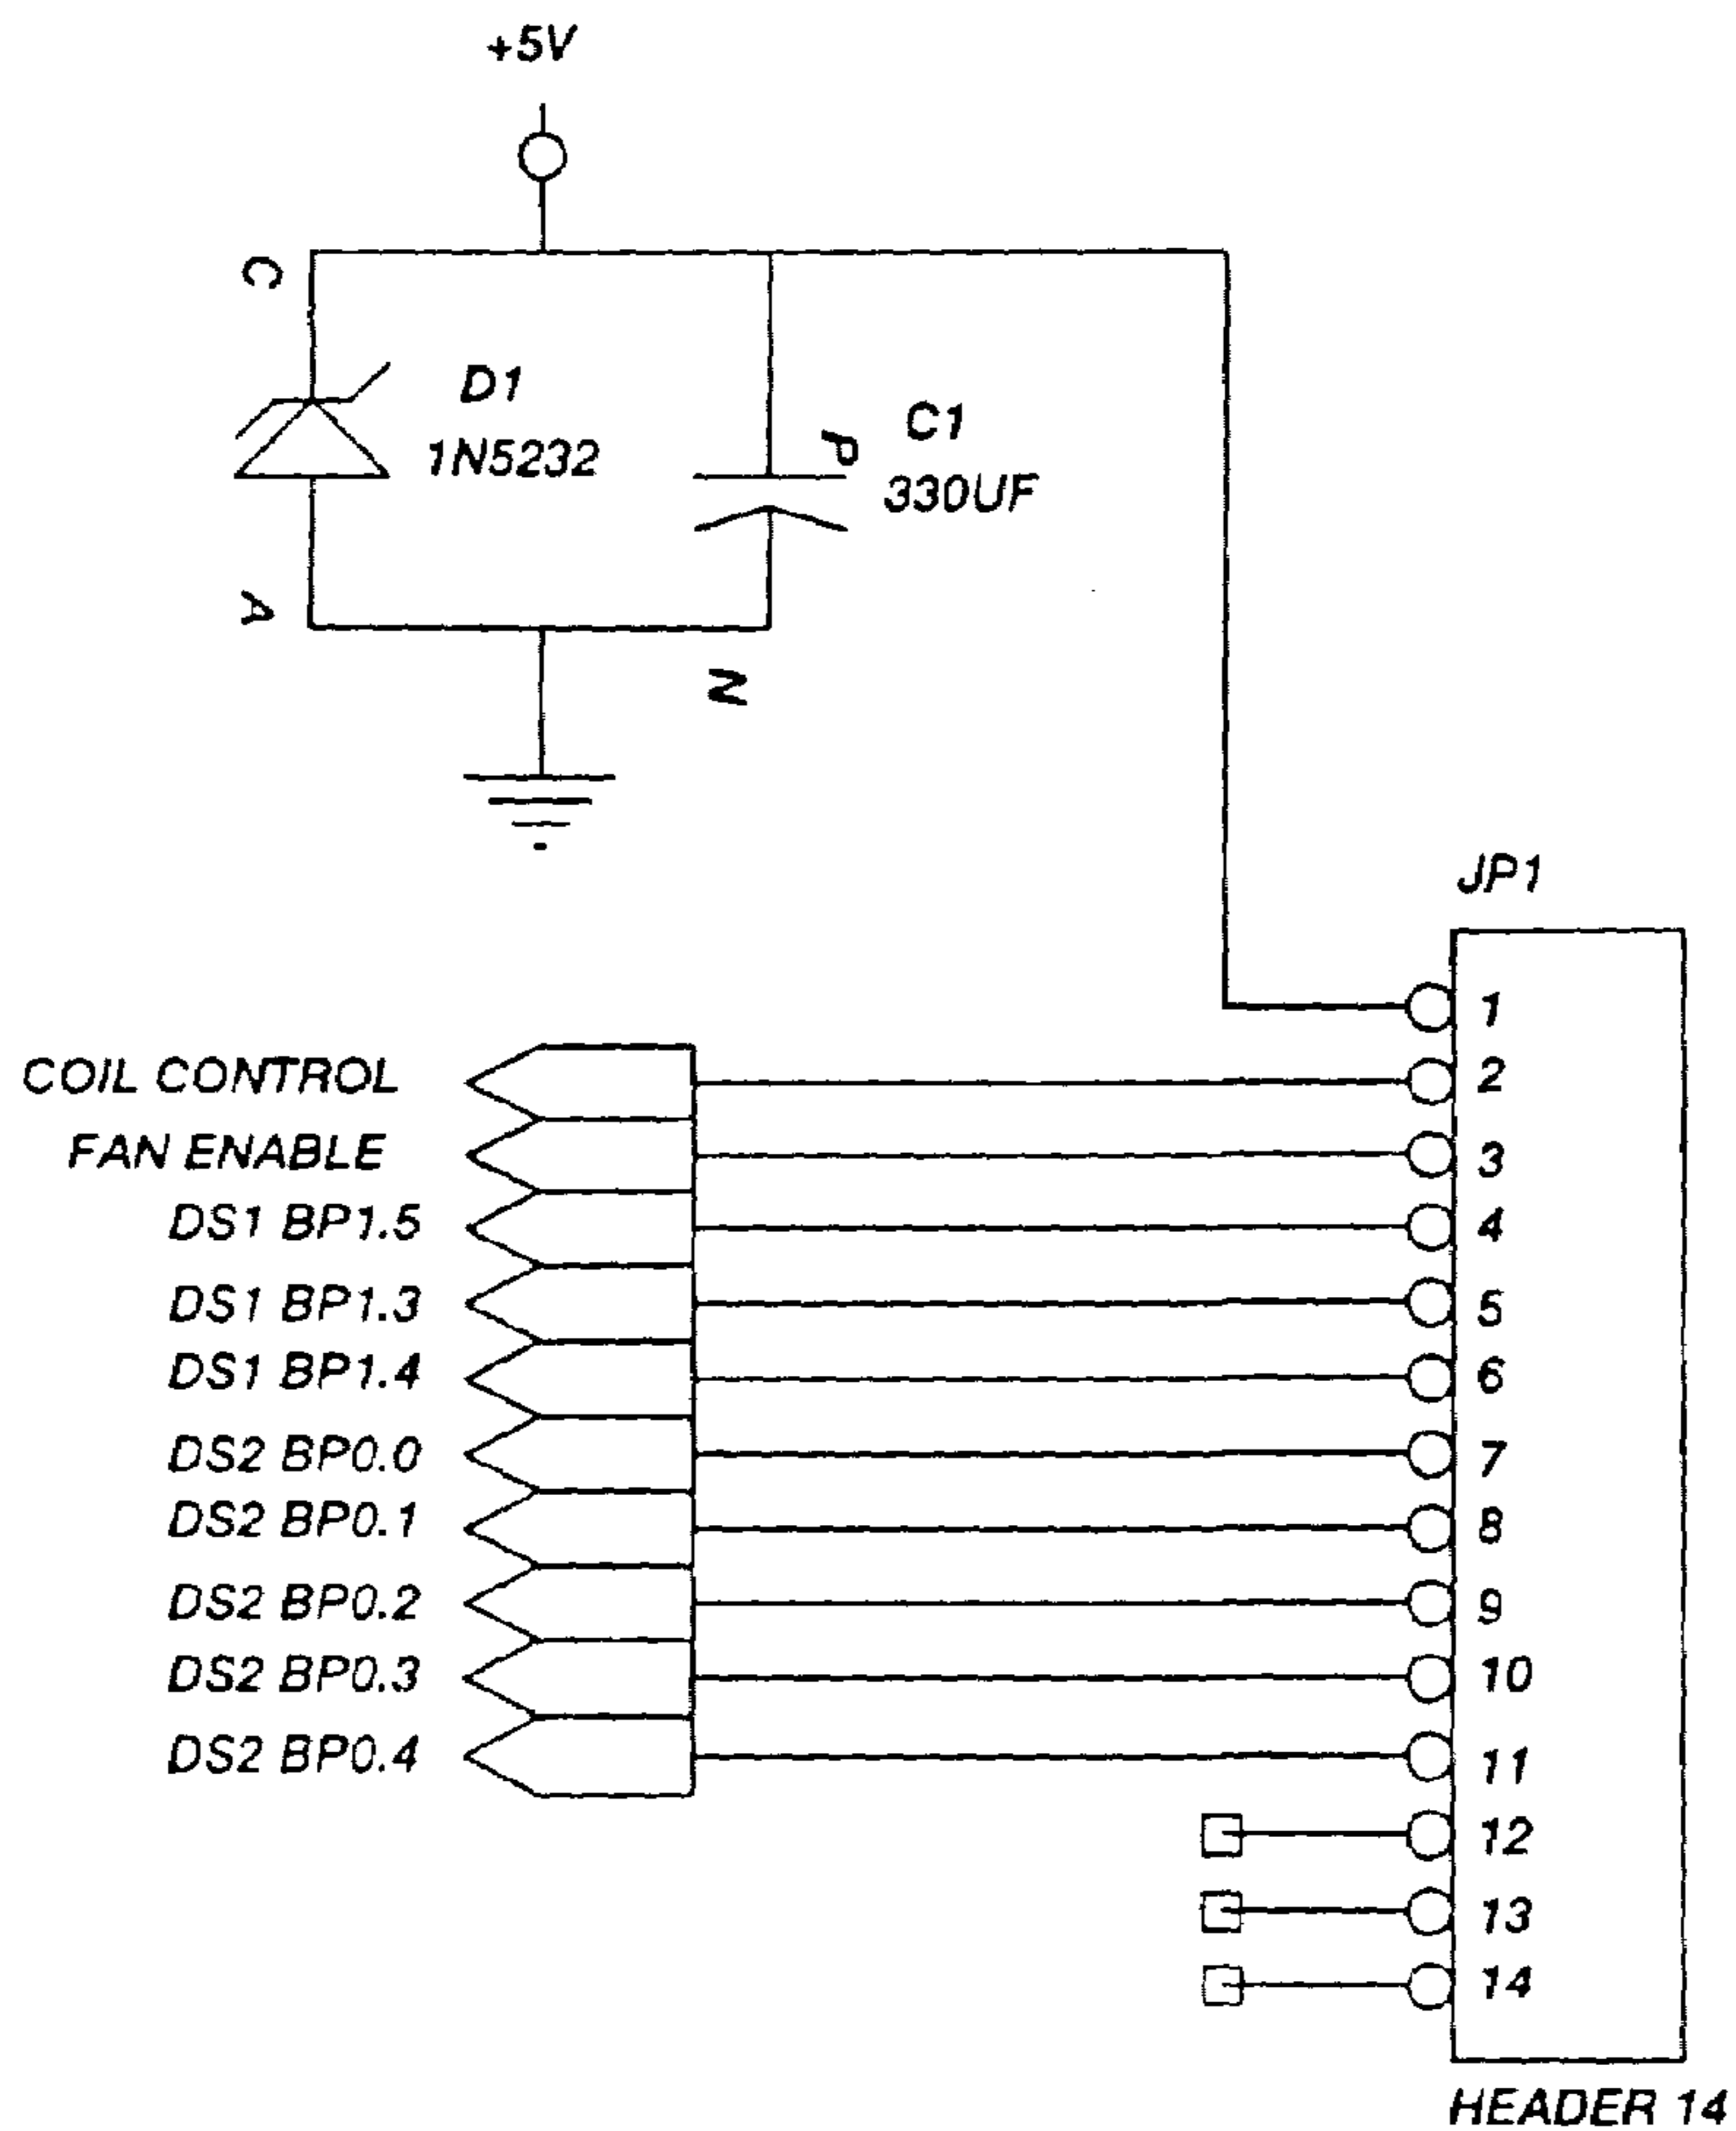 +5V
C
D1
1N5232
P
C1
330UF
A
N
JP1
1
COIL CONTROL
2
FAN ENABLE
3
DS1 BP1.5
4
DS1 BP1.3
5
DS1 BP1.4
6
DS2 BP0.0
7
DS2 BP0.1
8
DS2 BP0.2
9
DS2 BP0.3
10
DS2 BP0.4
11
12
13
14
HEADER 14